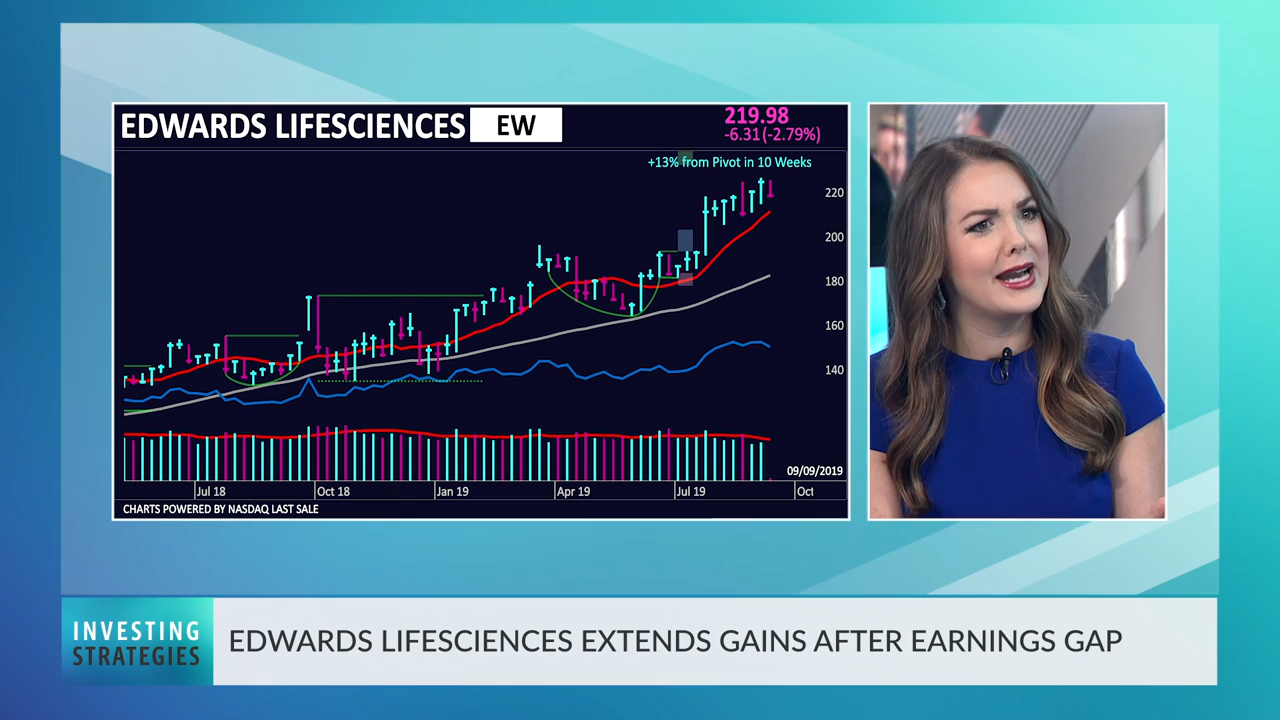 EDWARDS LIFESCIENCES EW
219.98
-6.31(-2.79%)
+13% from Pivot in 10 Weeks
220
200
180
160
140
09/09/2019
Jul 18 Oct 18 Jan 19 Apr 19 Jul 19 Oct
CHARTS POWERED BY NASDAQ LAST SALE
INVESTING
STRATEGIES
EDWARDS LIFESCIENCES EXTENDS GAINS AFTER EARNINGS GAP